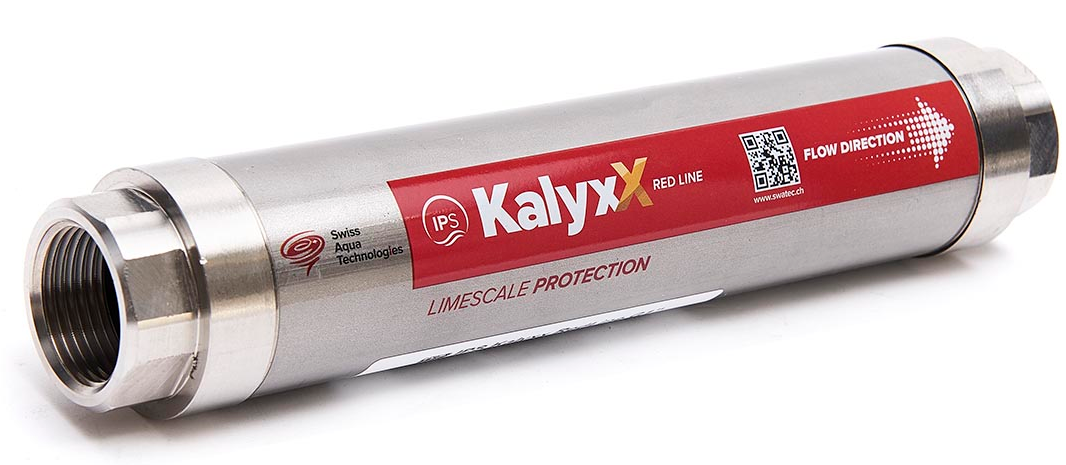 Swiss
Aqua
Technologies
IPS
KalyxX RED LINE
www.swatec.ch
FLOW DIRECTION
LIMESCALE PROTECTION